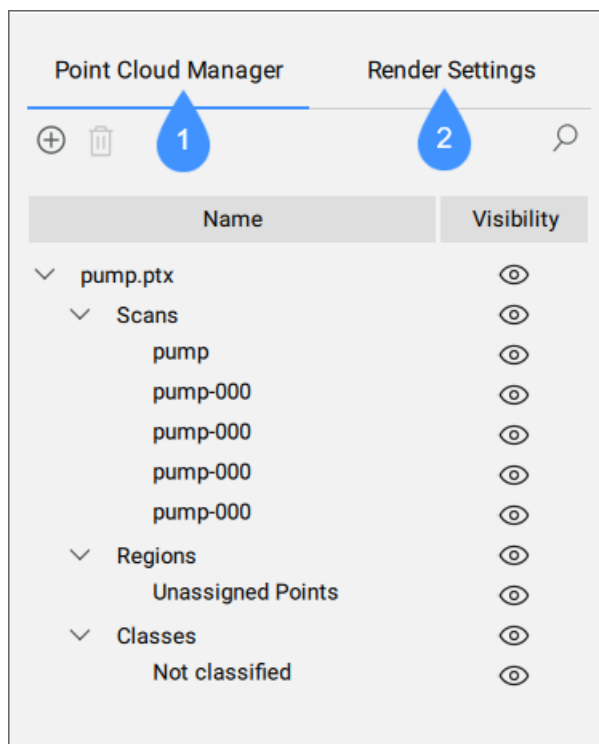 Point Cloud Manager Render Settings
1 2
Name Visibility
pump.ptx
Scans
pump
pump-000
pump-000
pump-000
pump-000
Regions
Unassigned Points
Classes
Not classified